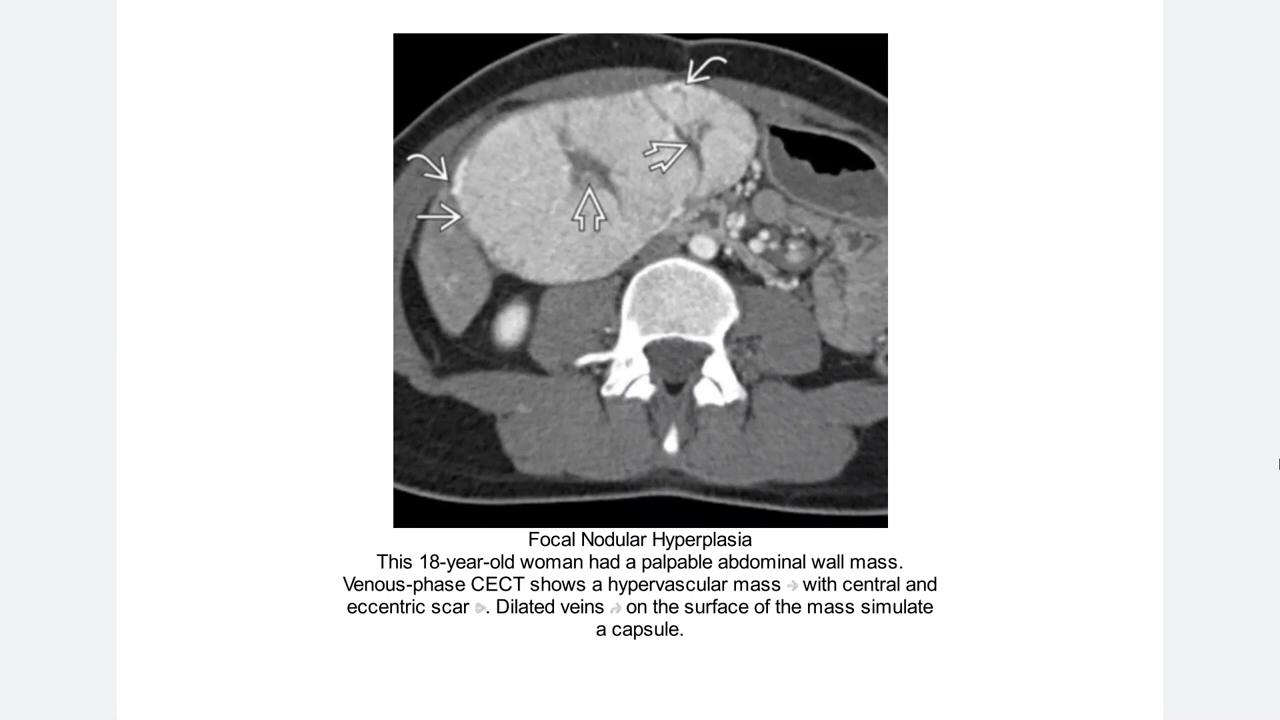 Focal Nodular Hyperplasia
This 18-year-old woman had a palpable abdominal wall mass.
Venous-phase CECT shows a hypervascular mass with central and
eccentric scar . Dilated veins on the surface of the mass simulate
a capsule.